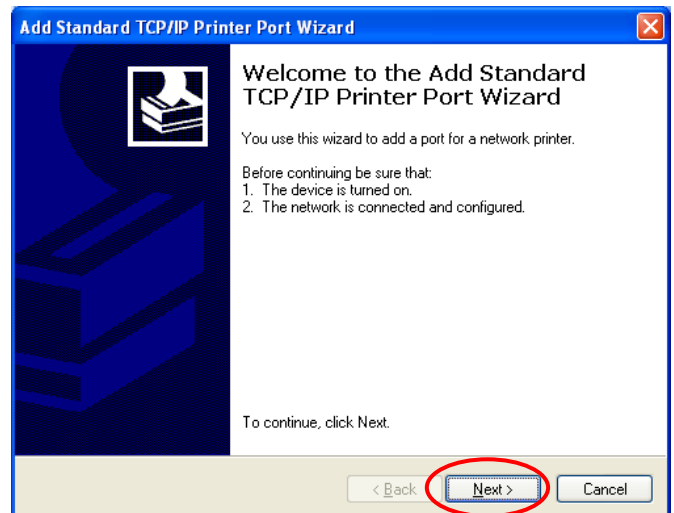 Add Standard TCP/IP Printer Port Wizard
Welcome to the Add Standard
TCP/IP Printer Port Wizard
You use this wizard to add a port for a network printer.
Before continuing be sure that:
1. The device is turned on.
2. The network is connected and configured.
To continue, click Next.
< Back Next > Cancel